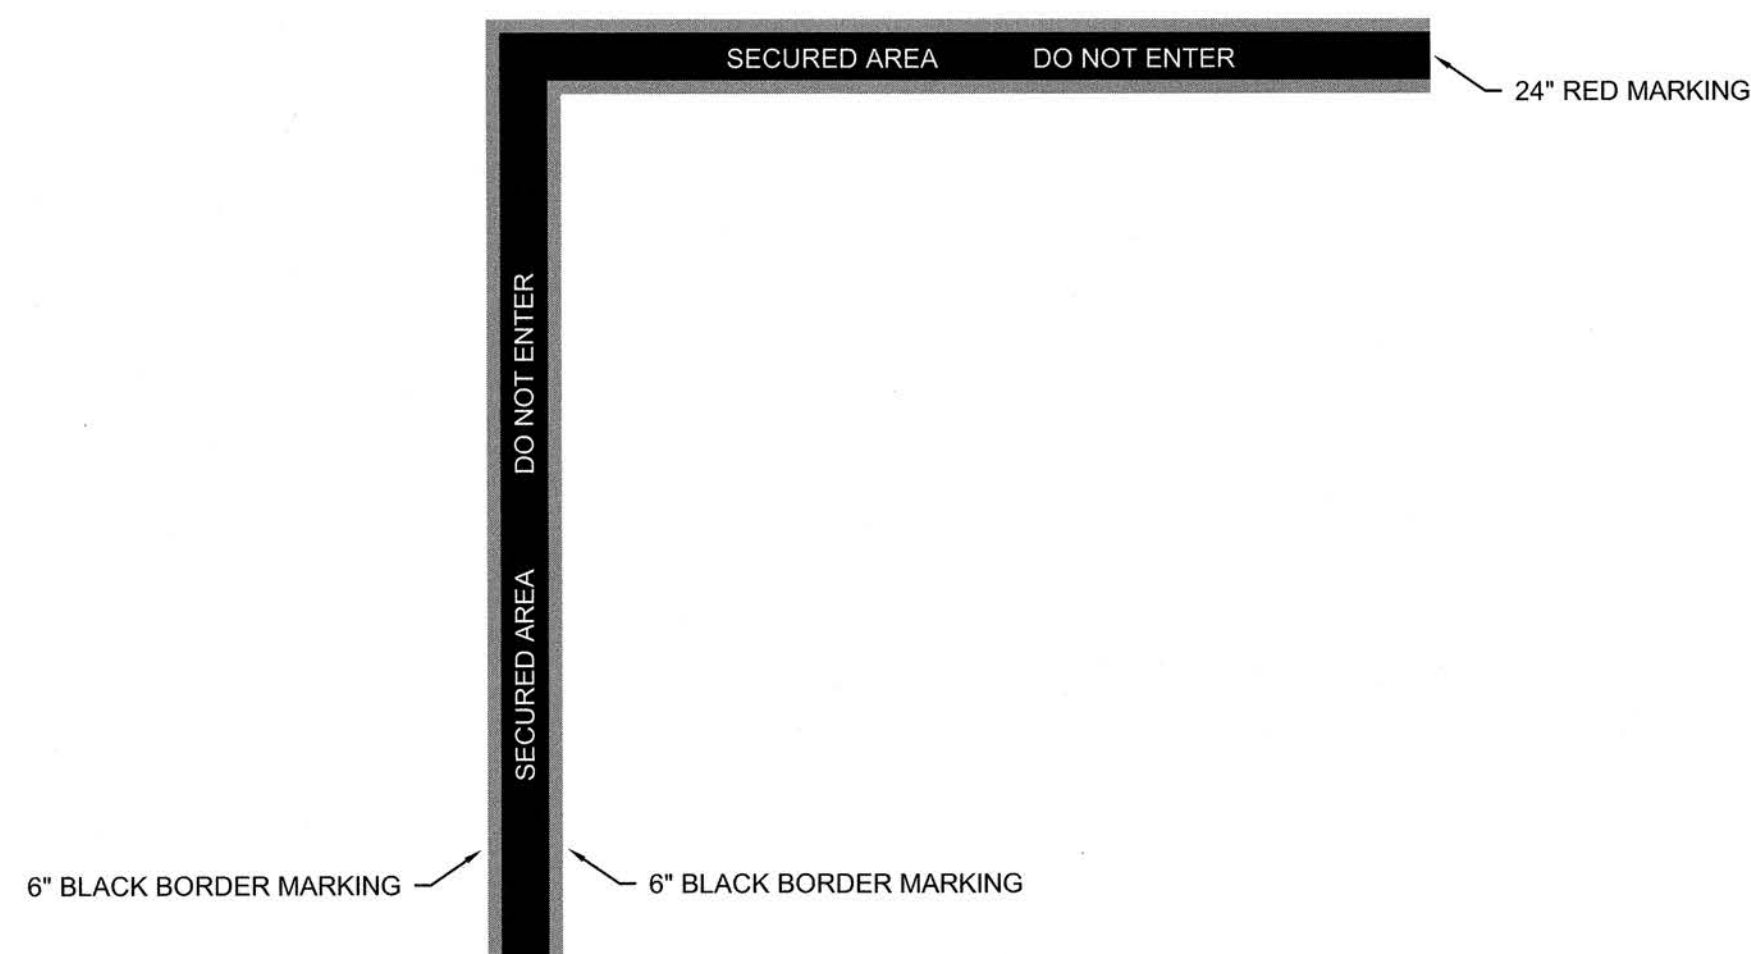 SECURED AREA DO NOT ENTER
24" RED MARKING
DO NOT ENTER
SECURED AREA
6" BLACK BORDER MARKING
6" BLACK BORDER MARKING